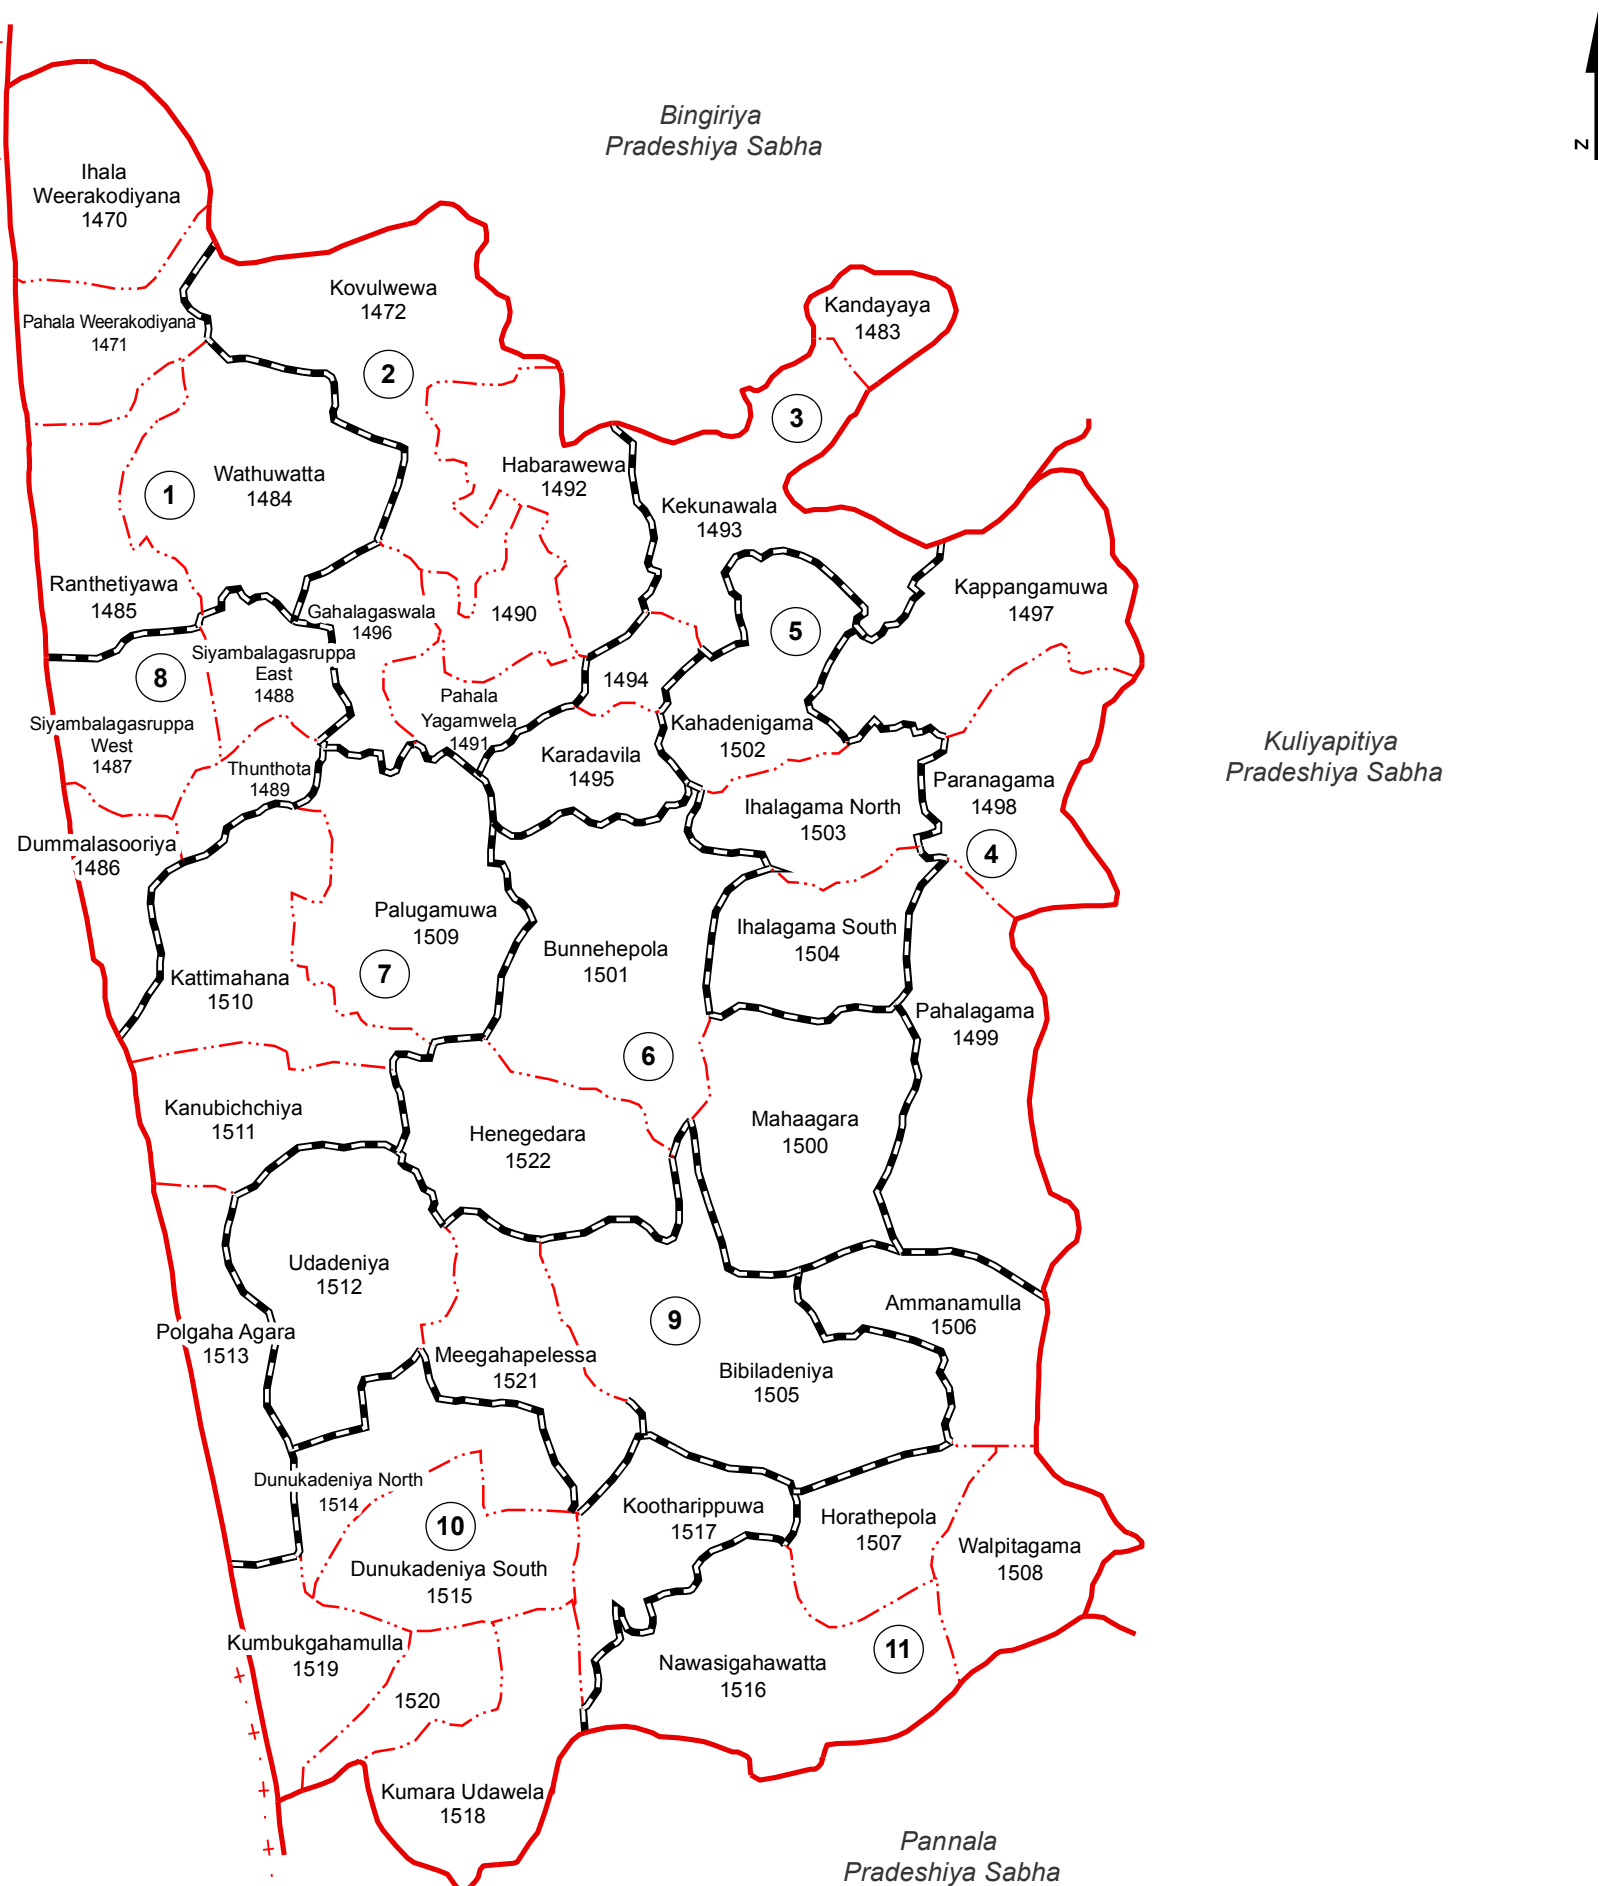 Bingiriya
Pradeshiya Sabha
N
Ihala
Weerakodiyana
1470
Kovulwewa
1472
Kandayaya
1483
Pahala Weerakodiyana
1471
2
3
Habarawewa
1492
Wathuwatta
1484
1
Kekunawala
1493
Ranthetiyawa
1485
Kappangamuwa
1497
Gahalagaswala
1496
1490
5
Siyambalagasruppa
East
1488
8
1494
Pahala
Yagamwela
1491
Siyambalagasruppa
West
1487
Kahadenigama
1502
Kuliyapitiya
Pradeshiya Sabha
Karadavila
1495
Thunthota
1489
Paranagama
1498
Ihalagama North
1503
Dummalasooriya
1486
4
Palugamuwa
1509
Ihalagama South
1504
Bunnehepola
1501
7
Kattimahana
1510
Pahalagama
1499
6
Kanubichchiya
1511
Mahaagara
1500
Henegedara
1522
Udadeniya
1512
Ammanamulla
1506
9
Polgaha Agara
1513
Meegahapelessa
1521
Bibiladeniya
1505
Dunukadeniya North
1514
Kootharippuwa
1517
Horathepola
1507
10
Walpitagama
1508
Dunukadeniya South
1515
Kumbukgahamulla
1519
11
Nawasigahawatta
1516
1520
Kumara Udawela
1518
Pannala
Pradeshiya Sabha